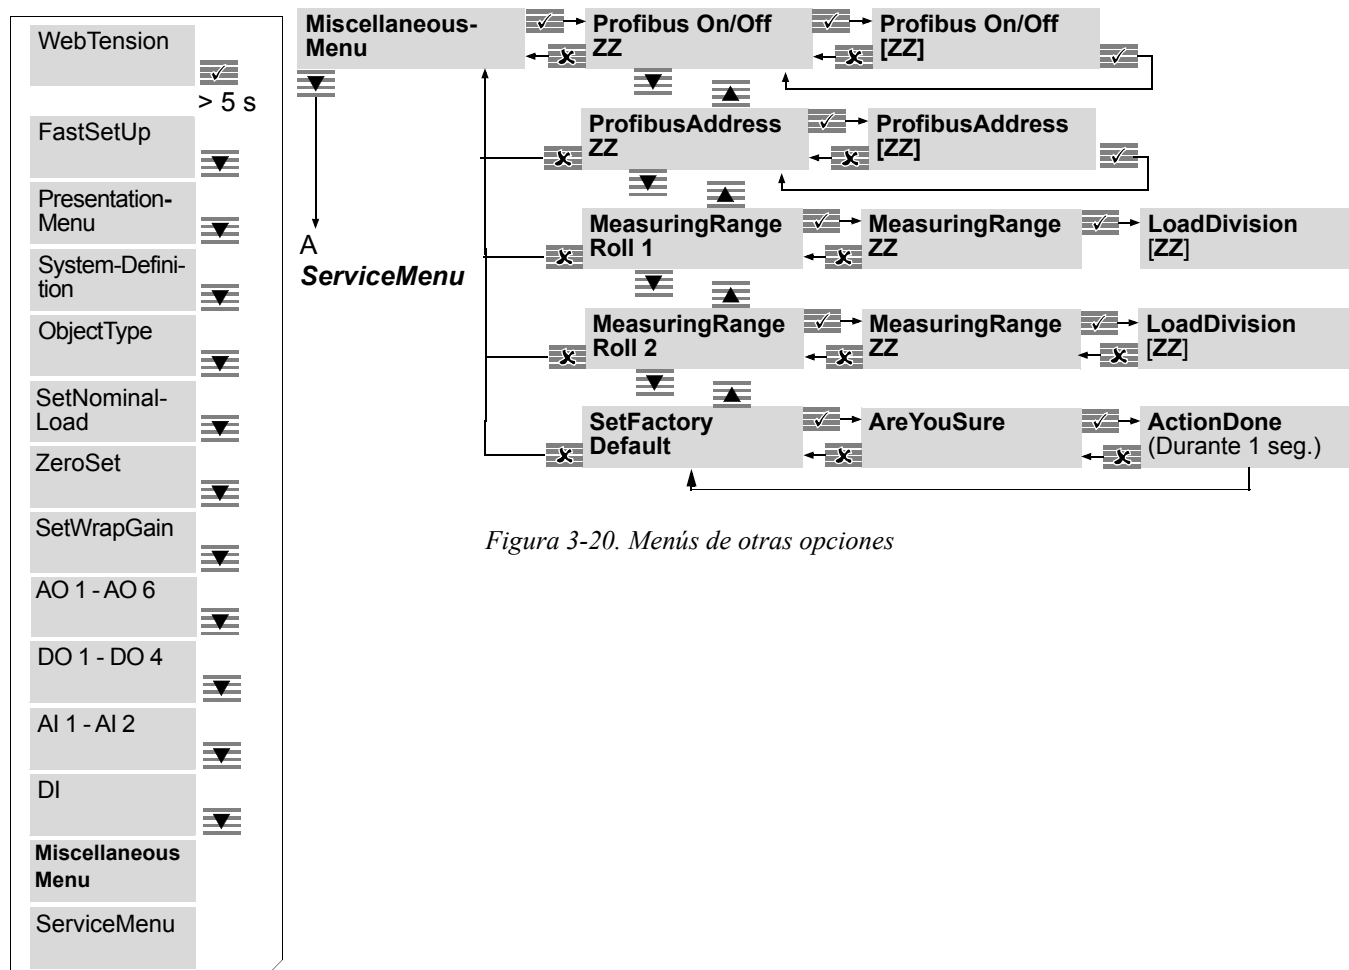 WebTension
> 5 s
FastSetUp
Presentation-
Menu
System-Defini-
tion
ObjectType
SetNominal-
Load
ZeroSet
SetWrapGain
AO 1 - AO 6
DO 1 - DO 4
AI 1 - AI 2
DI
Miscellaneous
Menu
ServiceMenu
Miscellaneous-
Menu
A
ServiceMenu
Profibus On/Off
ZZ
Profibus On/Off
[ZZ]
ProfibusAddress
ZZ
ProfibusAddress
[ZZ]
MeasuringRange
Roll 1
MeasuringRange
ZZ
LoadDivision
[ZZ]
MeasuringRange
Roll 2
MeasuringRange
ZZ
LoadDivision
[ZZ]
SetFactory
Default
AreYouSure
ActionDone
(Durante 1 seg.)
Figura 3-20. Menús de otras opciones